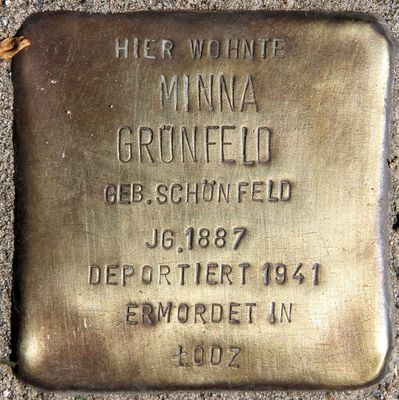 HIER WOHNTE
MINNA
GRÜNFELD
GEB. SCHÖNFELD
JG. 1887
DEPORTIERT 1941
ERMORDET IN
ŁODZ